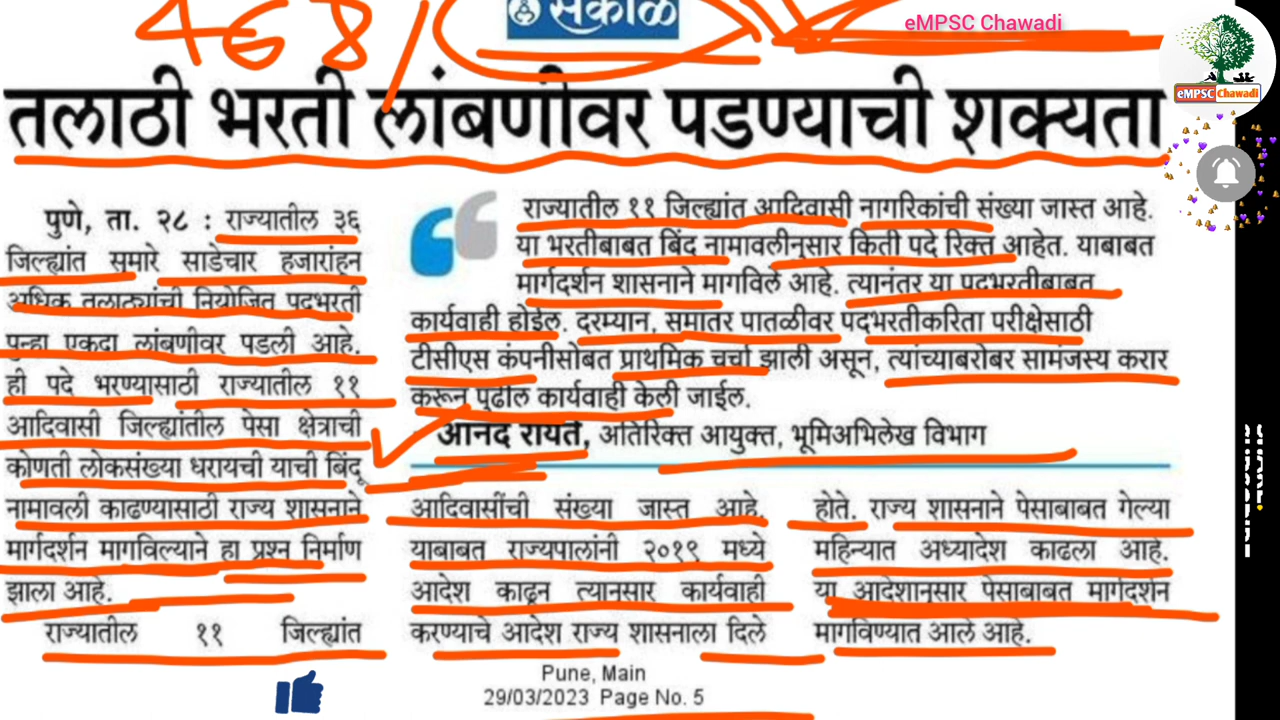 468/
सकाळ
eMPSC Chawadi
eMPSC Chawadi
तलाठी भरती लांबणीवर पडण्याची शक्यता
पुणे, ता. २८ : राज्यातील ३६
जिल्ह्यांत सुमारे साडेचार हजारांहून
अधिक तलाठ्यांची नियोजित पदभरती
पुन्हा एकदा लांबणीवर पडली आहे.
ही पदे भरण्यासाठी राज्यातील ११
आदिवासी जिल्ह्यांतील पेसा क्षेत्राची
कोणती लोकसंख्या धरायची याची बिंदू
नामावली काढण्यासाठी राज्य शासनाने
मार्गदर्शन मागविल्याने हा प्रश्न निर्माण
झाला आहे.
राज्यातील ११ जिल्ह्यांत
राज्यातील ११ जिल्ह्यांत आदिवासी नागरिकांची संख्या जास्त आहे.
या भरतीबाबत बिंदू नामावलीनुसार किती पदे रिक्त आहेत. याबाबत
मार्गदर्शन शासनाने मागविले आहे. त्यानंतर या पदभरतीबाबत
कार्यवाही होईल. दरम्यान, समांतर पातळीवर पदभरतीकरिता परीक्षेसाठी
टीसीएस कंपनीसोबत प्राथमिक चर्चा झाली असून, त्यांच्याबरोबर सामंजस्य करार
करून पुढील कार्यवाही केली जाईल.
आनंद रायते, अतिरिक्त आयुक्त, भूमिअभिलेख विभाग
आदिवासींची संख्या जास्त आहे.
याबाबत राज्यपालांनी २०१९ मध्ये
आदेश काढून त्यानुसार कार्यवाही
करण्याचे आदेश राज्य शासनाला दिले
होते. राज्य शासनाने पेसाबाबत गेल्या
महिन्यात अध्यादेश काढला आहे.
या आदेशानुसार पेसाबाबत मार्गदर्शन
मागविण्यात आले आहे.
Pune, Main
29/03/2023 Page No. 5